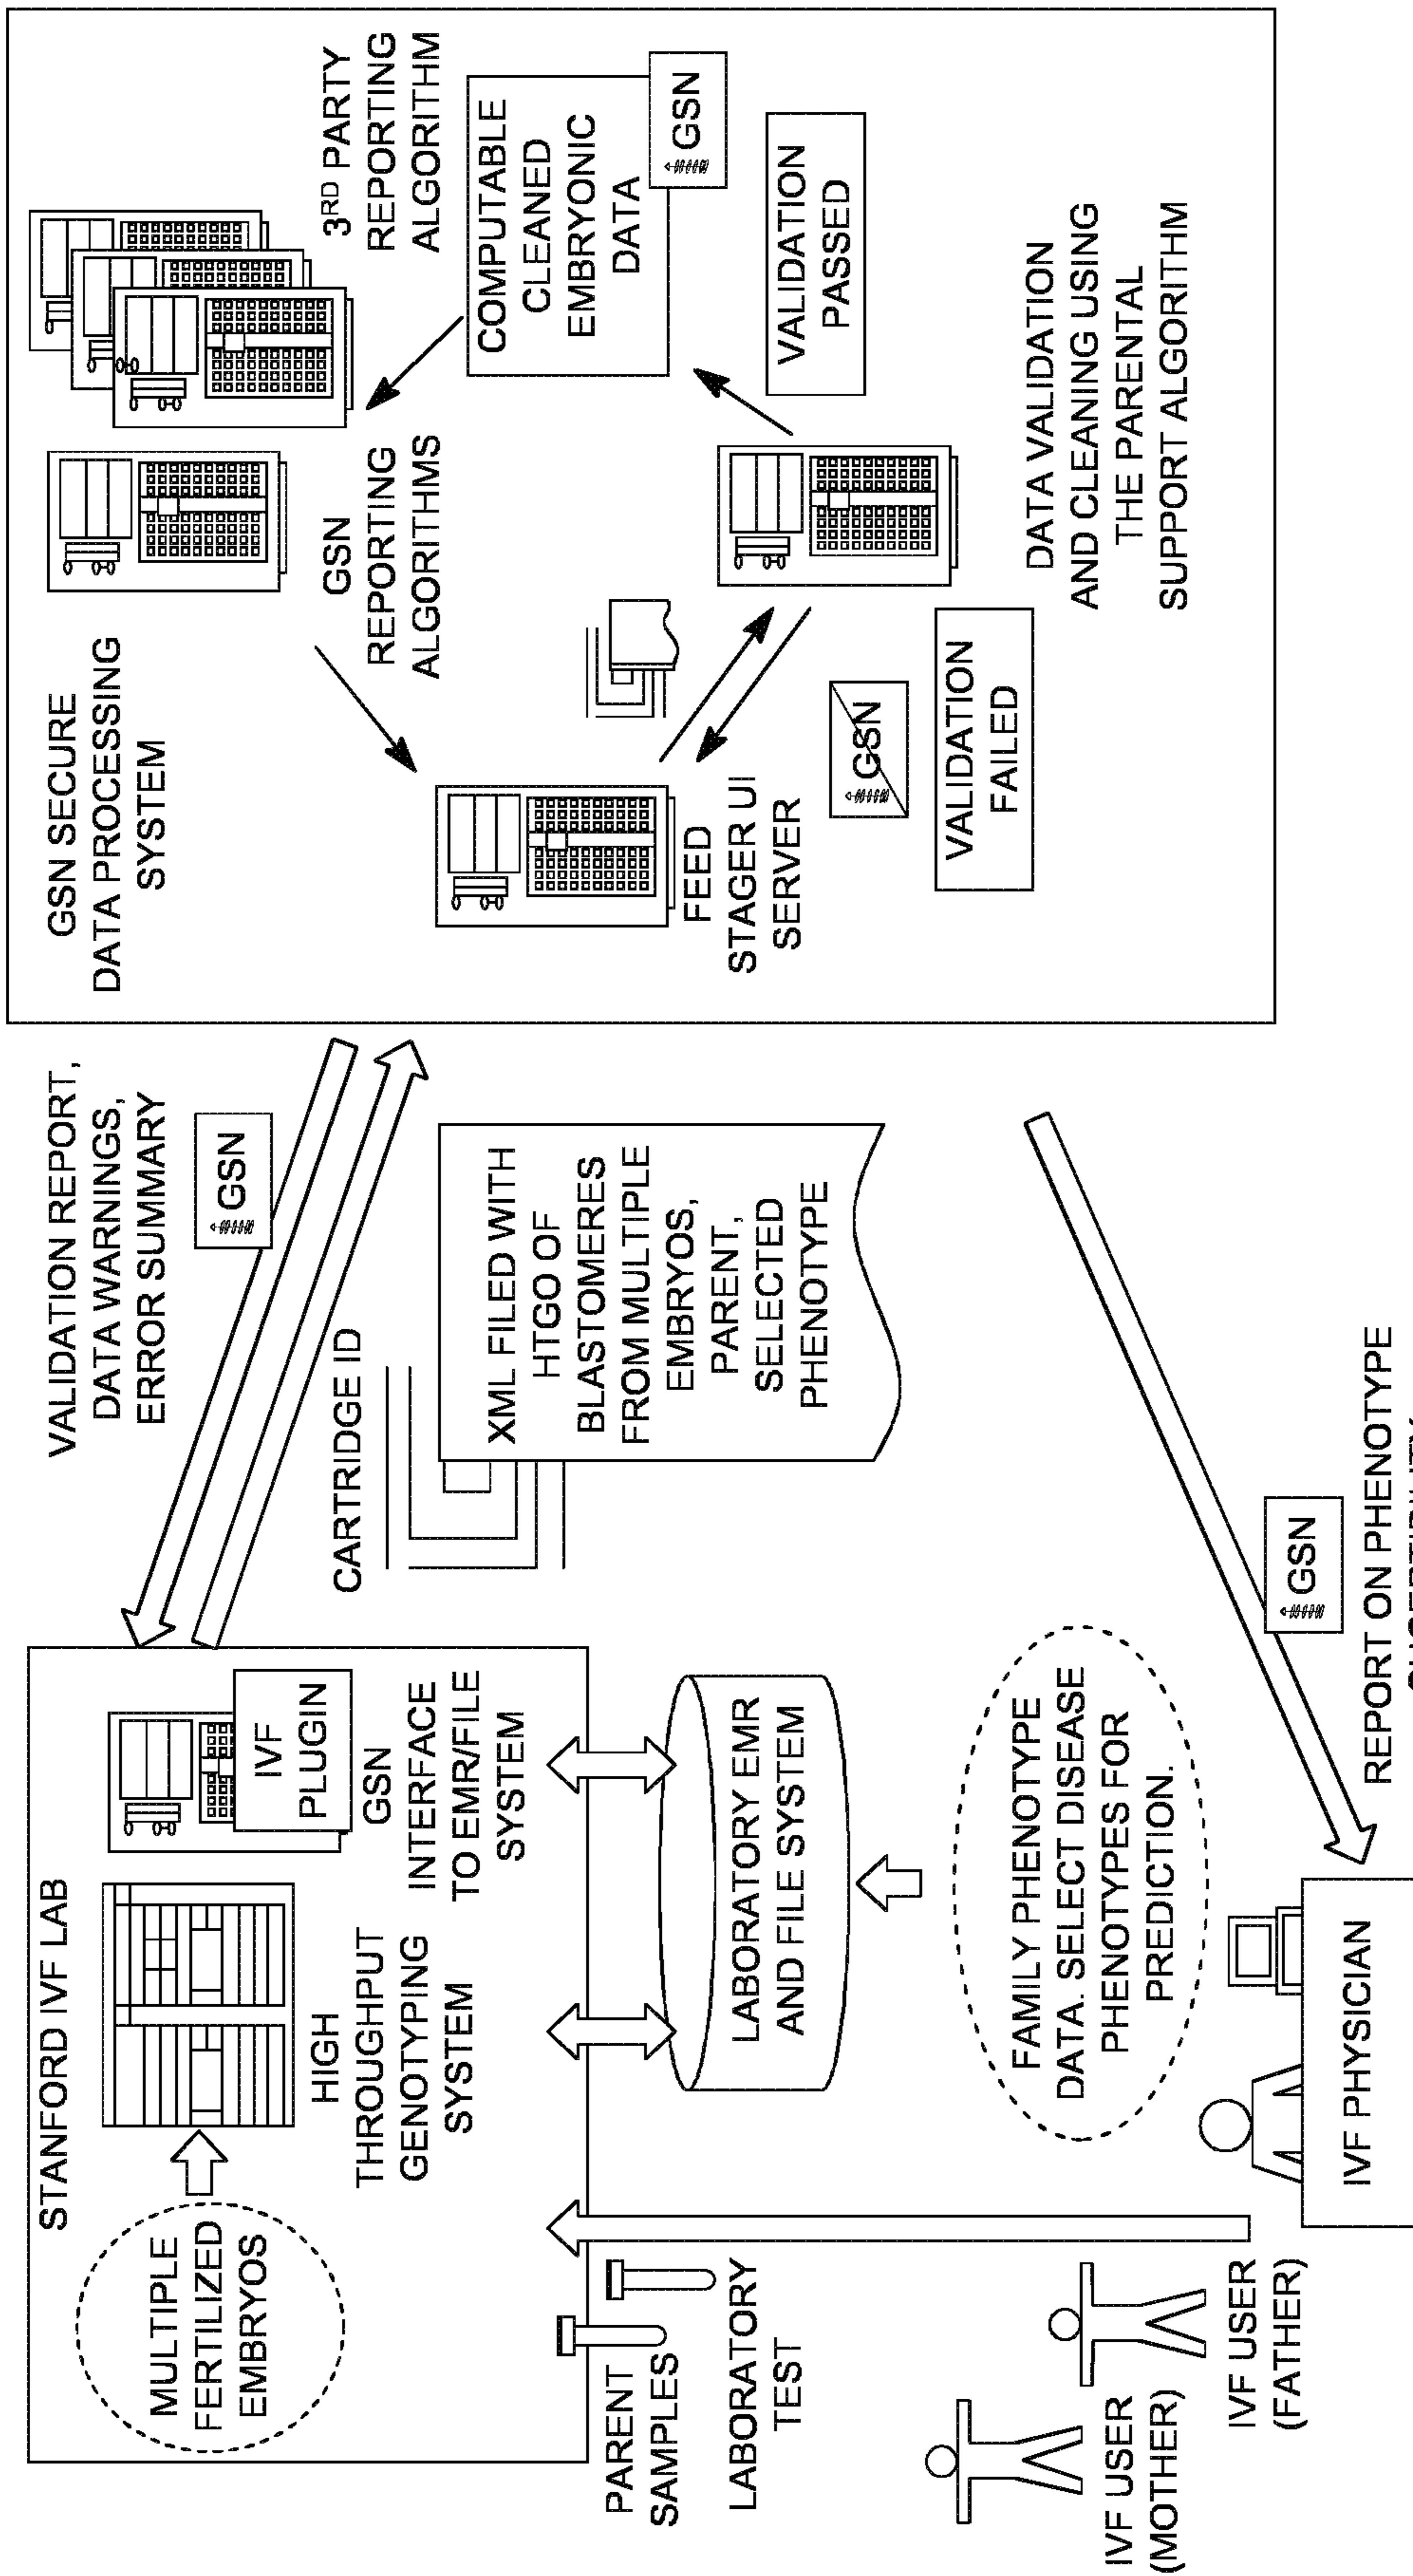 STANFORD IVF LAB
MULTIPLE
FERTILIZED
EMBRYOS
HIGH
THROUGHPUT
GENOTYPING
SYSTEM
IVF
PLUGIN
GSN
INTERFACE
TO EMR/FILE
SYSTEM
PARENT
SAMPLES
LABORATORY
TEST
IVF USER
(MOTHER)
IVF USER
(FATHER)
LABORATORY EMR
AND FILE SYSTEM
FAMILY PHENOTYPE
DATA. SELECT DISEASE
PHENOTYPES FOR
PREDICTION.
IVF PHYSICIAN
VALIDATION REPORT,
DATA WARNINGS,
ERROR SUMMARY
GSN
CARTRIDGE ID
XML FILED WITH
HTGO OF
BLASTOMERES
FROM MULTIPLE
EMBRYOS,
PARENT,
SELECTED
PHENOTYPE
GSN
REPORT ON PHENOTYPE
GSN SECURE
DATA PROCESSING
SYSTEM
GSN
REPORTING
ALGORITHMS
3RD PARTY
REPORTING
ALGORITHM
COMPUTABLE
CLEANED
EMBRYONIC
DATA
GSN
VALIDATION
PASSED
FEED
STAGER UI
SERVER
GSN
VALIDATION
FAILED
DATA VALIDATION
AND CLEANING USING
THE PARENTAL
SUPPORT ALGORITHM